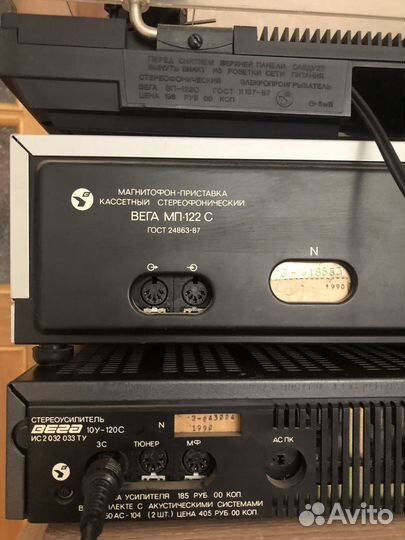 ПЕРЕД СНЯТИЕМ ВЕРХНЕЙ ПАНЕЛИ СЛЕДУЕТ
ВЫНУТЬ ВИЛКУ ИЗ РОЗЕТКИ СЕТИ ПИТАНИЯ
СТЕРЕОФОНИЧЕСКИЙ ЭЛЕКТРОПРОИГРЫВАТЕЛЬ
ВЕГА ЭП-122С ГОСТ 11157-87
ЦЕНА 198 РУБ 00 КОП
МАГНИТОФОН-ПРИСТАВКА
КАССЕТНЫЙ СТЕРЕОФОНИЧЕСКИЙ
ВЕГА МП-122 С
ГОСТ 24863-87
N
1990
СТЕРЕОУСИЛИТЕЛЬ
ВЕГА 10У-120С
ИС2 032 033 ТУ
N
1990
ЗС ТЮНЕР МФ
АС ПК
УСИЛИТЕЛЯ 185 РУБ 00 КОП.
С АКУСТИЧЕСКИМИ СИСТЕМАМИ
АС-104 (2 ШТ.) ЦЕНА 405 РУБ 00 КОП.
Avito